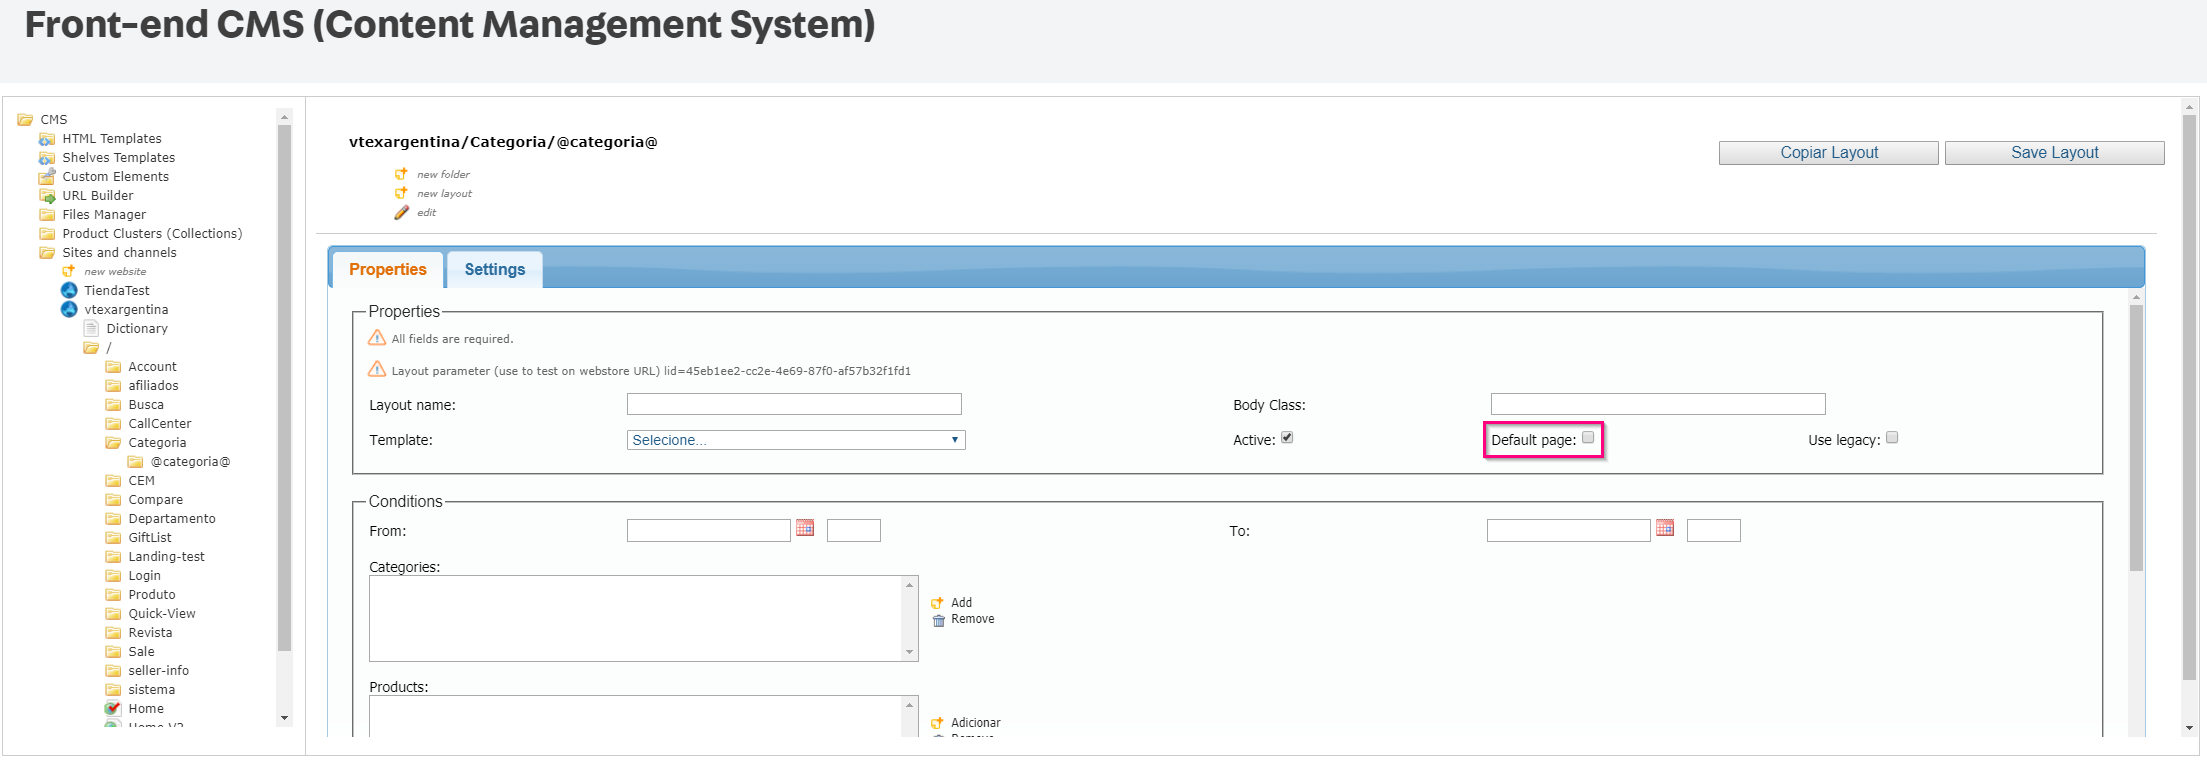 Front-end CMS (Content Management System)
CMS
HTML Templates
Shelves Templates
Custom Elements
URL Builder
Files Manager
Product Clusters (Collections)
Sites and channels
new website
TiendaTest
vtexargentina
Dictionary
/
Account
afiliados
Busca
CallCenter
Categoria
@categoria@
CEM
Compare
Departamento
GiftList
Landing-test
Login
Produto
Quick-View
Revista
Sale
seller-info
sistema
Home
Home V2
vtexargentina/Categoria/@categoria@
new folder
new layout
edit
Copiar Layout Save Layout
Properties Settings
Properties
All fields are required.
Layout parameter (use to test on webstore URL) lid=45eb1ee2-cc2e-4e69-87f0-af57b32f1fd1
Layout name: Body Class:
Template: Selecione... Active: Default page: Use legacy:
Conditions
From: To:
Categories:
Add
Remove
Products:
Adicionar
Remove